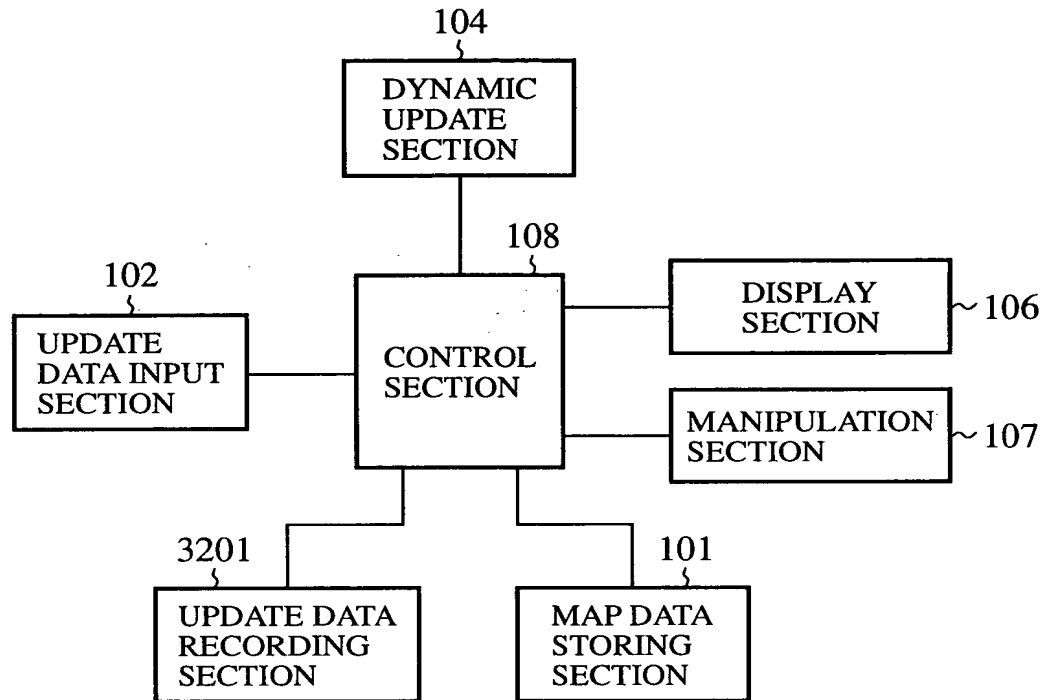 104
DYNAMIC
UPDATE
SECTION
108
CONTROL
SECTION
102
UPDATE
DATA INPUT
SECTION
DISPLAY
SECTION
106
MANIPULATION
SECTION
107
3201
UPDATE DATA
RECORDING
SECTION
101
MAP DATA
STORING
SECTION